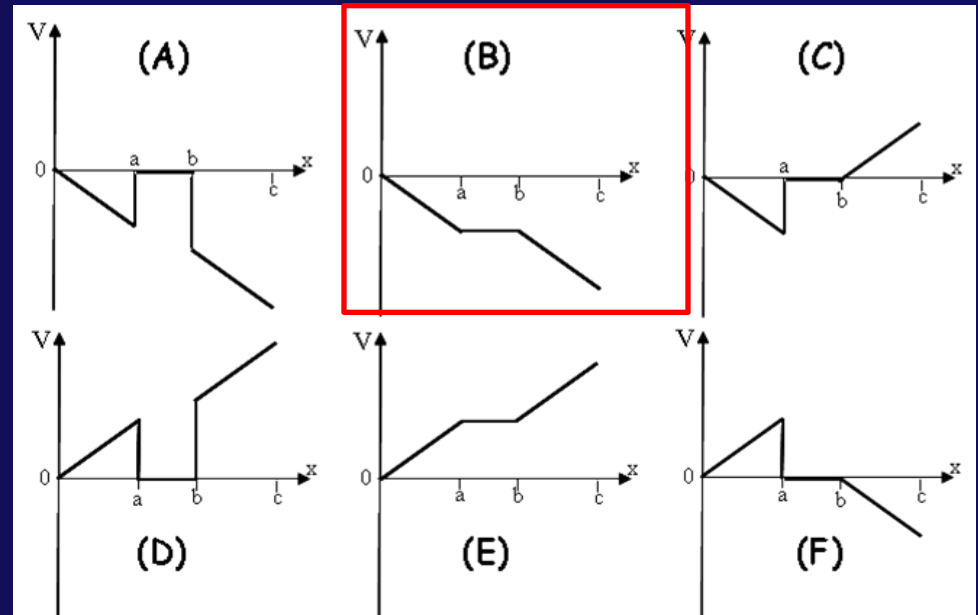 V (A)
0 a b x
c
V (B)
0 x
a b c
V (C)
0 a x
b c
V
0 x
a b c
(D)
V
0 x
a b c
(E)
V
0 x
a b c
(F)